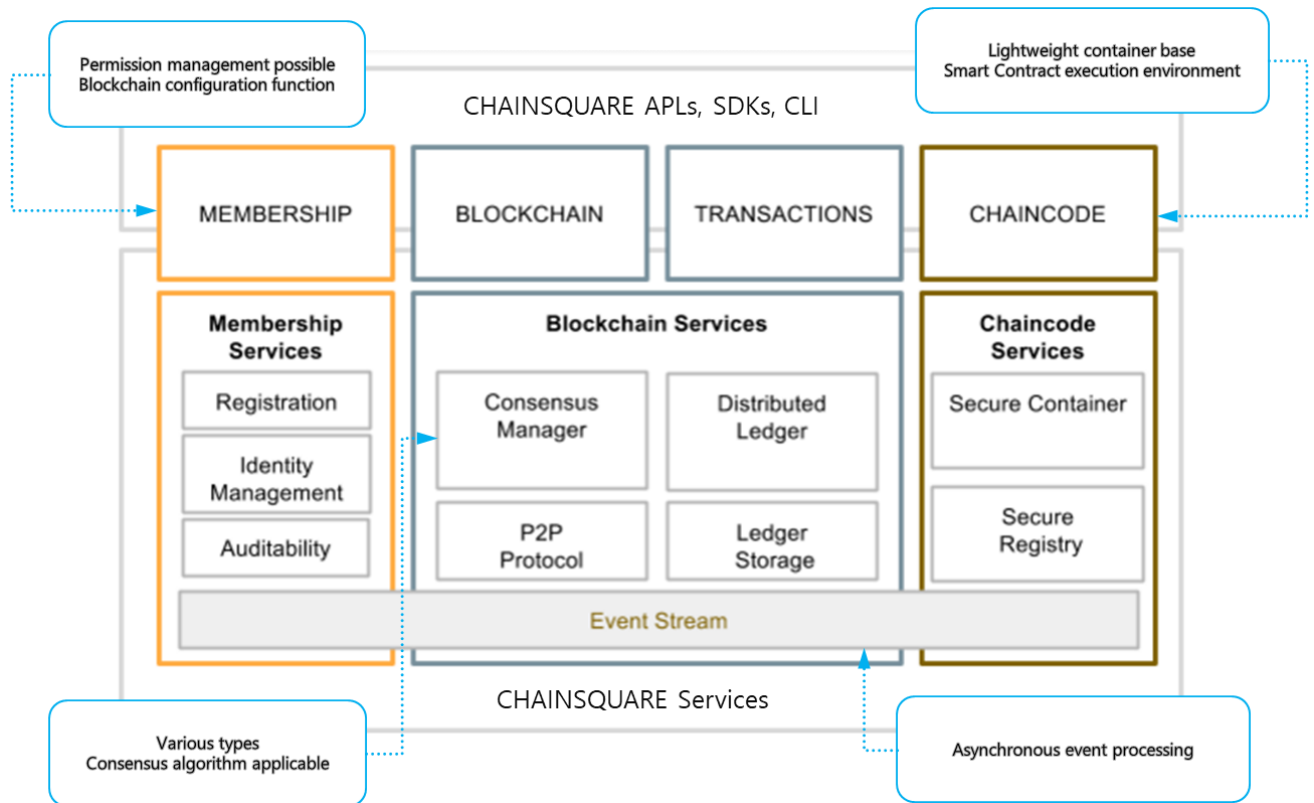 Permission management possible
Blockchain configuration function
Lightweight container base
Smart Contract execution environment
CHAINSQUARE APLs, SDKs, CLI
MEMBERSHIP
BLOCKCHAIN
TRANSACTIONS
CHAINCODE
Membership
Services
Registration
Identity
Management
Auditability
Blockchain Services
Consensus
Manager
Distributed
Ledger
P2P
Protocol
Ledger
Storage
Chaincode
Services
Secure Container
Secure
Registry
Event Stream
CHAINSQUARE Services
Various types
Consensus algorithm applicable
Asynchronous event processing